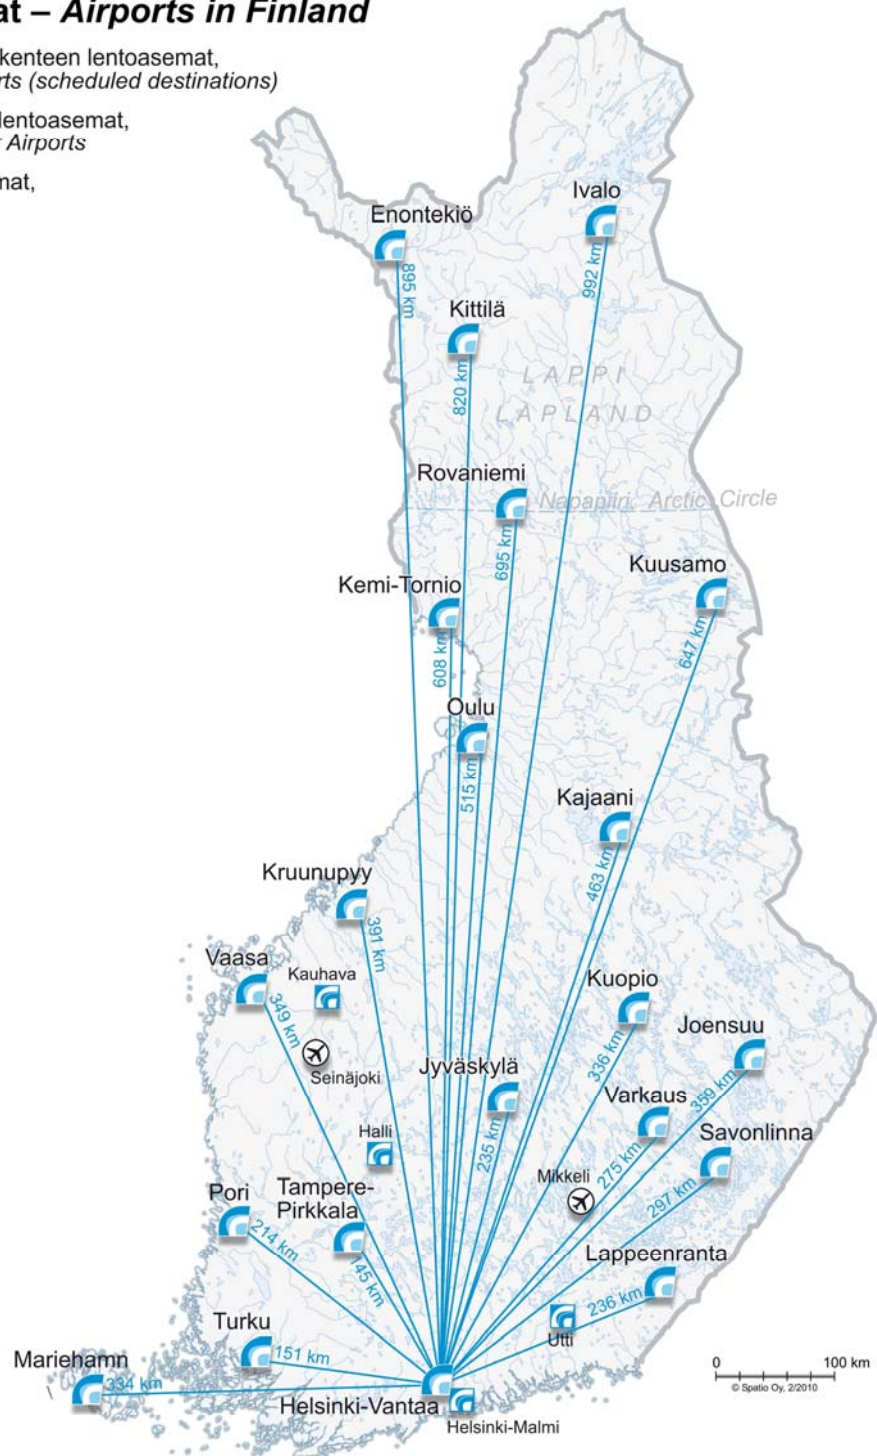 at – Airports in Finland
kenteen lentoasemat,
rts (scheduled destinations)
lentoasemat,
r Airports
mat,
Ivalo
992 km
Enontekiö
895 km
Kittilä
820 km
LAPPI
LAPLAND
Rovaniemi
695 km
Napapiiri Arctic Circle
Kuusamo
647 km
Kemi-Tornio
608 km
Oulu
515 km
Kajaani
463 km
Kruunupyy
391 km
Vaasa
349 km
Kauhava
Kuopio
336 km
Joensuu
359 km
Seinäjoki
Jyväskylä
235 km
Varkaus
275 km
Halli
Savonlinna
297 km
Mikkeli
Pori
214 km
Tampere-
Pirkkala
145 km
Lappeenranta
236 km
Utti
Turku
151 km
Mariehamn
334 km
Helsinki-Vantaa
Helsinki-Malmi
0 100 km
© Spatio Oy, 2/2010